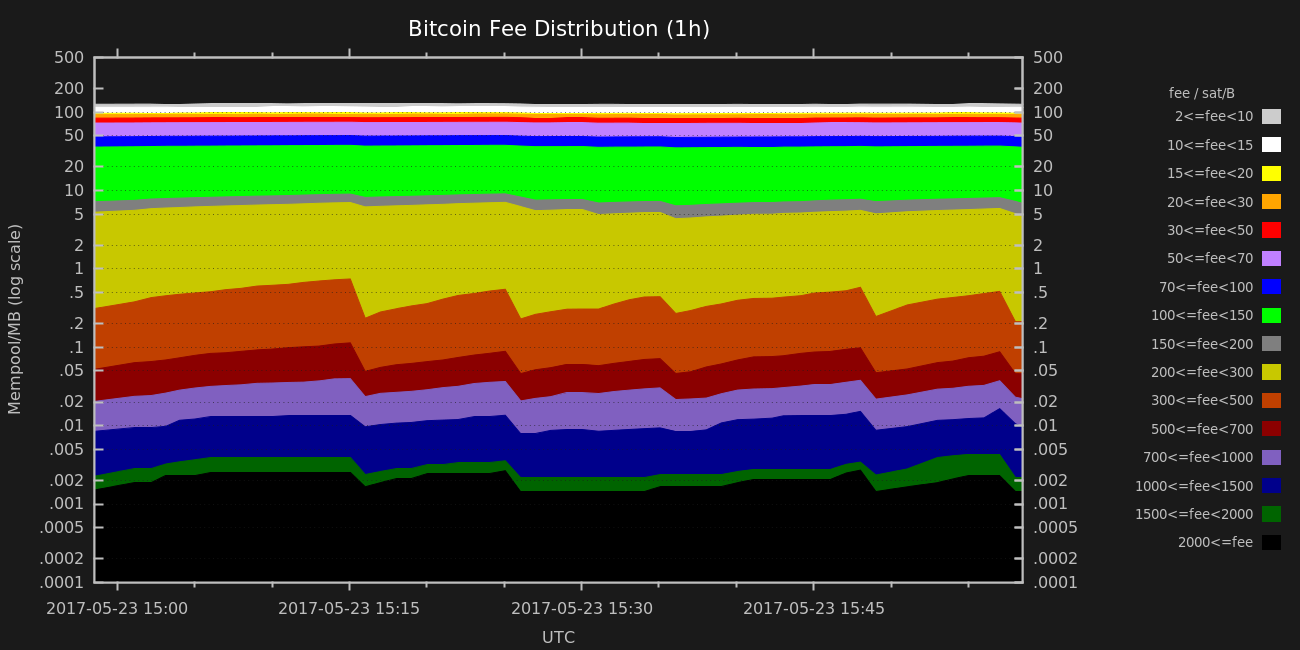 Bitcoin Fee Distribution (1h)
Mempool/MB (log scale)
500
200
100
50
20
10
5
2
1
.5
.2
.1
.05
.02
.01
.005
.002
.001
.0005
.0002
.0001
500
200
100
50
20
10
5
2
1
.5
.2
.1
.05
.02
.01
.005
.002
.001
.0005
.0002
.0001
2017-05-23 15:00 2017-05-23 15:15 2017-05-23 15:30 2017-05-23 15:45
UTC
fee / sat/B
2<=fee<10
10<=fee<15
15<=fee<20
20<=fee<30
30<=fee<50
50<=fee<70
70<=fee<100
100<=fee<150
150<=fee<200
200<=fee<300
300<=fee<500
500<=fee<700
700<=fee<1000
1000<=fee<1500
1500<=fee<2000
2000<=fee